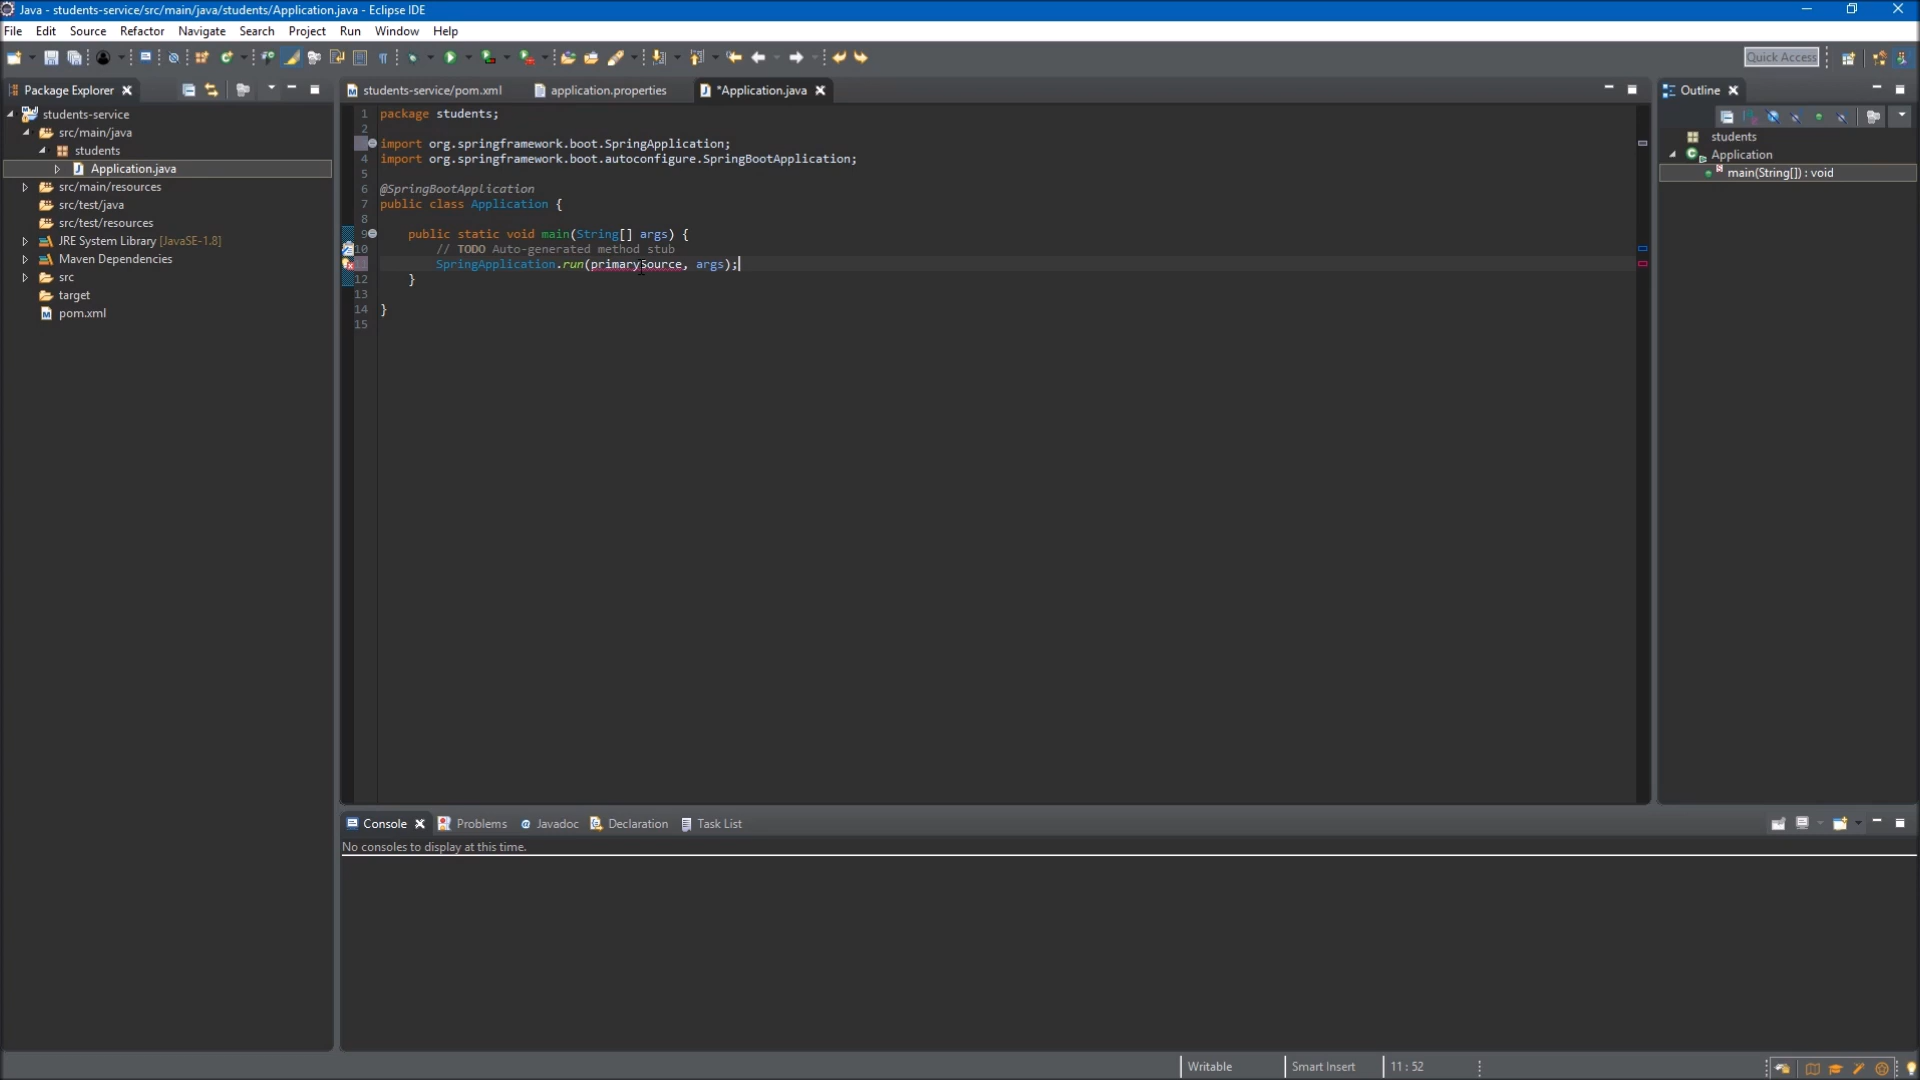 Java - students-service/src/main/java/students/Application.java - Eclipse IDE
File Edit Source Refactor Navigate Search Project Run Window Help
Quick Access
Package Explorer
students-service
src/main/java
students
Application.java
src/main/resources
src/test/java
src/test/resources
JRE System Library [JavaSE-1.8]
Maven Dependencies
src
target
pom.xml
students-service/pom.xml application.properties *Application.java
1 package students;
2
import org.springframework.boot.SpringApplication;
4 import org.springframework.boot.autoconfigure.SpringBootApplication;
5
6 @SpringBootApplication
7 public class Application {
8
9 public static void main(String[] args) {
10 // TODO Auto-generated method stub
SpringApplication.run(primarySource, args);
12 }
13
14 }
15
Outline
students
Application
main(String[]) : void
Console Problems Declaration Task List
@ Javadoc
No consoles to display at this time.
Writable Smart Insert 11 : 52